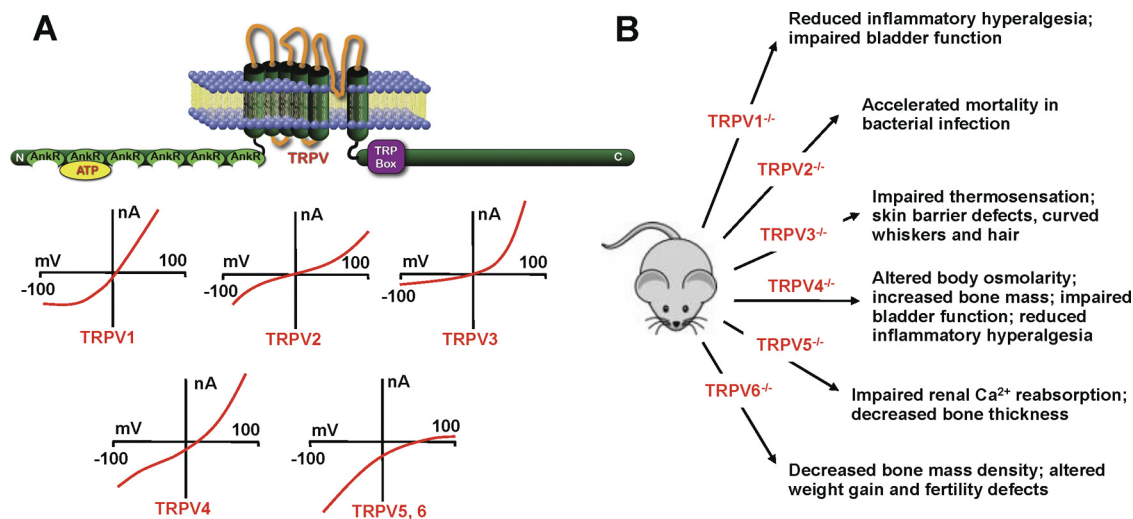 A
N
AnkR
AnkR
AnkR
AnkR
AnkR
AnkR
ATP
TRPV
TRP
Box
C
nA
mV
100
-100
TRPV1
nA
mV
100
-100
TRPV2
nA
mV
100
-100
TRPV3
nA
mV
100
-100
TRPV4
nA
mV
100
-100
TRPV5, 6
B
Reduced inflammatory hyperalgesia;
impaired bladder function
TRPV1-/-
Accelerated mortality in
bacterial infection
TRPV2-/-
Impaired thermosensation;
skin barrier defects, curved
whiskers and hair
TRPV3-/-
Altered body osmolarity;
increased bone mass; impaired
bladder function; reduced
inflammatory hyperalgesia
TRPV4-/-
TRPV5-/-
Impaired renal Ca2+ reabsorption;
decreased bone thickness
TRPV6-/-
Decreased bone mass density; altered
weight gain and fertility defects